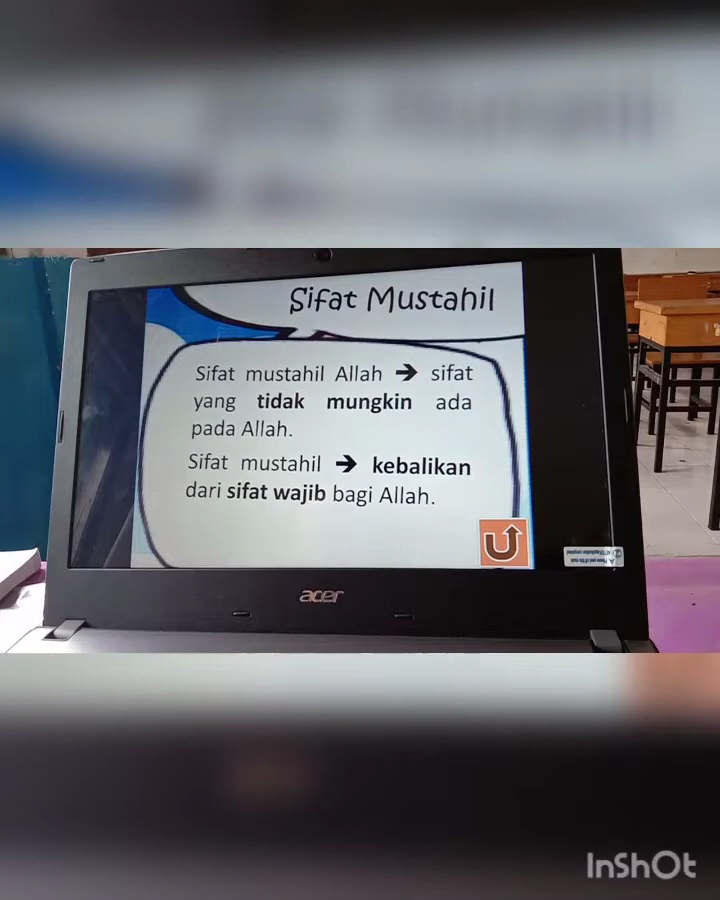 Sifat Mustahil
Sifat mustahil Allah ➔ sifat
yang tidak mungkin ada
pada Allah.
Sifat mustahil ➔ kebalikan
dari sifat wajib bagi Allah.
acer
InShOt